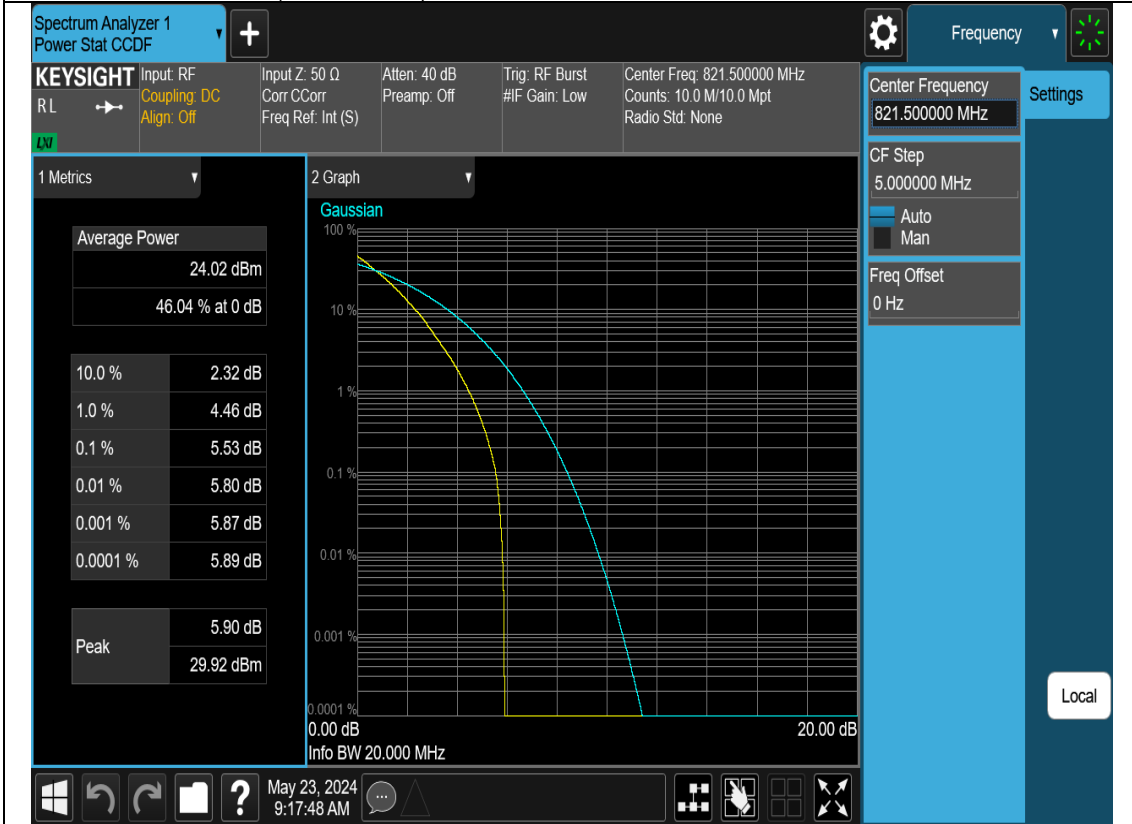 Spectrum Analyzer 1
Power Stat CCDF
+
Frequency
KEYSIGHT
RL
LXI
Input: RF
Coupling: DC
Align: Off
Input Z: 50 Ω
Corr CCorr
Freq Ref: Int (S)
Atten: 40 dB
Preamp: Off
Trig: RF Burst
#IF Gain: Low
Center Freq: 821.500000 MHz
Counts: 10.0 M/10.0 Mpt
Radio Std: None
Center Frequency
821.500000 MHz
Settings
CF Step
5.000000 MHz
Auto
Man
Freq Offset
0 Hz
Local
1 Metrics
Average Power
24.02 dBm
46.04 % at 0 dB
10.0 % 2.32 dB
1.0 % 4.46 dB
0.1 % 5.53 dB
0.01 % 5.80 dB
0.001 % 5.87 dB
0.0001 % 5.89 dB
Peak
5.90 dB
29.92 dBm
2 Graph
Gaussian
100 %
10 %
1 %
0.1 %
0.01 %
0.001 %
0.0001 %
0.00 dB 20.00 dB
Info BW 20.000 MHz
?
May 23, 2024
9:17:48 AM